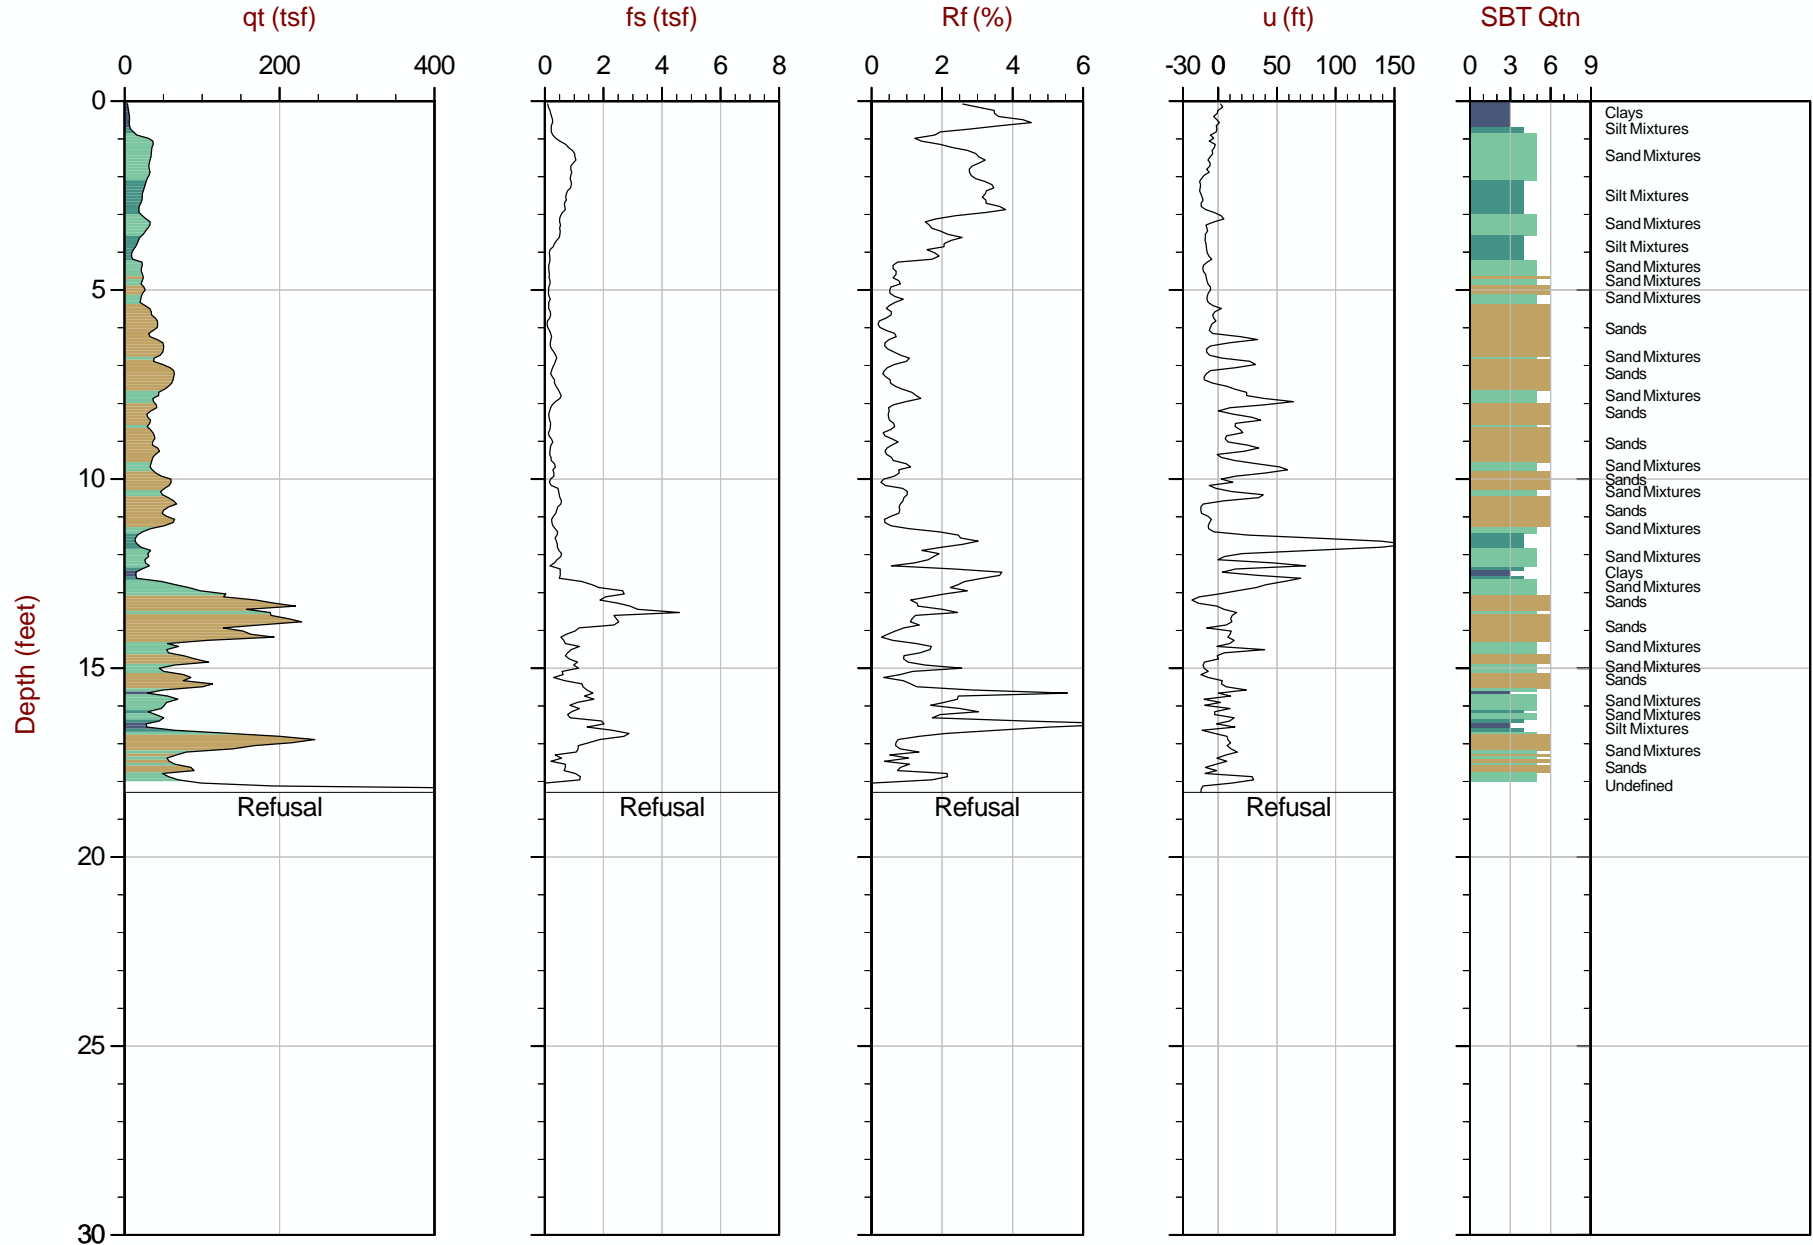 qt (tsf) fs (tsf) Rf (%) u (ft) SBT Qtn
0 200 400 0 2 4 6 8 0 2 4 6 -30 0 50 100 150 0 3 6 9
0
Clays
Silt Mixtures
Sand Mixtures
Silt Mixtures
Sand Mixtures
Silt Mixtures
Sand Mixtures
Sand Mixtures
5
Sand Mixtures
Sands
Sand Mixtures
Sands
Sand Mixtures
Sands
Sands
Sand Mixtures
10
Sands
Sand Mixtures
Sands
Sand Mixtures
Sand Mixtures
Clays
Sand Mixtures
Sands
Sands
Sand Mixtures
15
Sand Mixtures
Sands
Sand Mixtures
Sand Mixtures
Silt Mixtures
Sand Mixtures
Sands
Undefined
Refusal Refusal Refusal Refusal
20
25
30
Depth (feet)